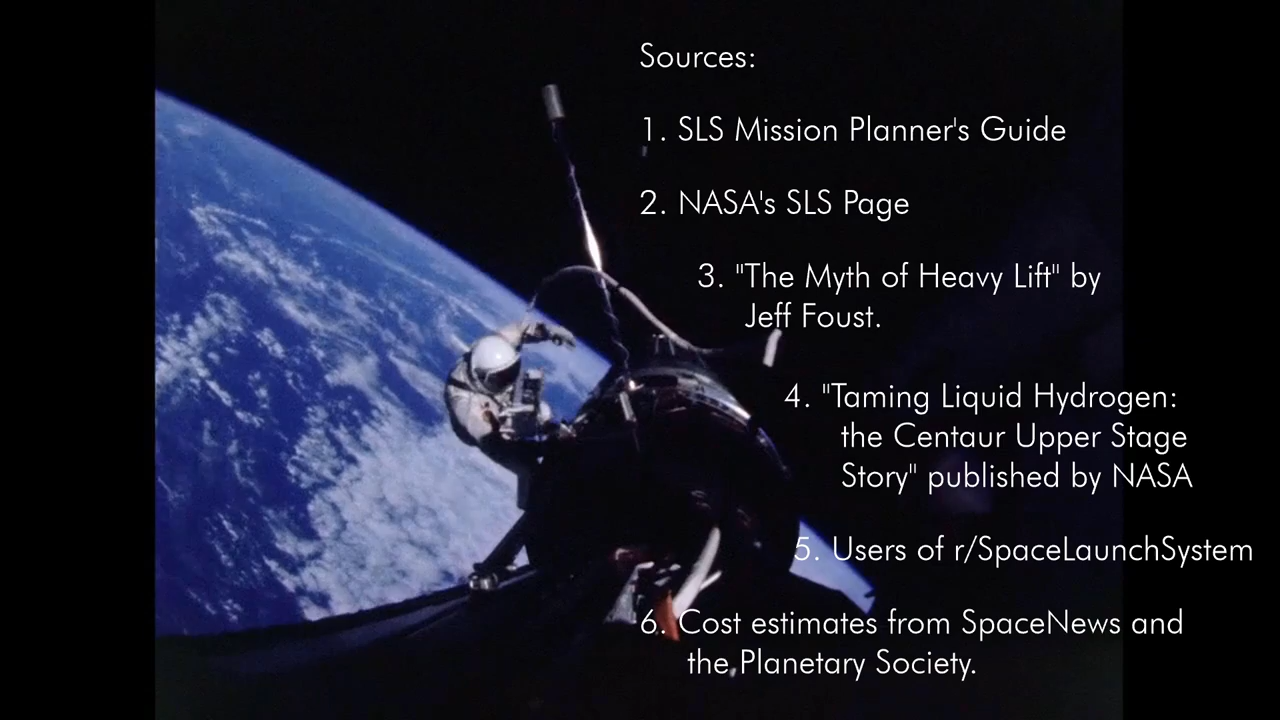 Sources:
1. SLS Mission Planner's Guide
2. NASA's SLS Page
3. "The Myth of Heavy Lift" by
Jeff Foust.
4. "Taming Liquid Hydrogen:
the Centaur Upper Stage
Story" published by NASA
5. Users of r/SpaceLaunchSystem
6. Cost estimates from SpaceNews and
the Planetary Society.